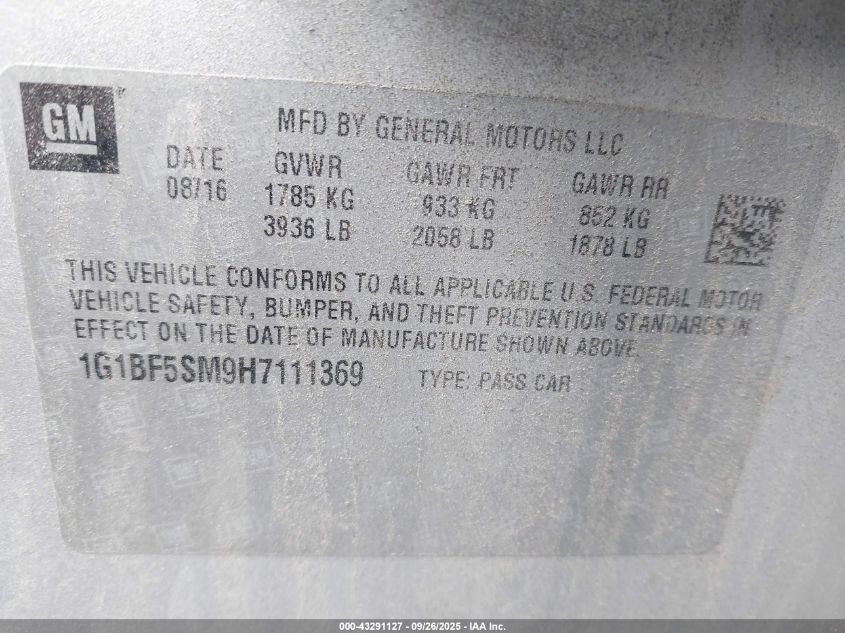 GM
MFD BY GENERAL MOTORS LLC
DATE GVWR GAWR FRT GAWR RR
08/16 1785 KG 933 KG 852 KG
3936 LB 2058 LB 1878 LB
THIS VEHICLE CONFORMS TO ALL APPLICABLE U.S. FEDERAL MOTOR
VEHICLE SAFETY, BUMPER, AND THEFT PREVENTION STANDARDS IN
EFFECT ON THE DATE OF MANUFACTURE SHOWN ABOVE.
1G1BF5SM9H7111369 TYPE: PASS CAR
000-43291127 - 09/26/2025 - IAA Inc.